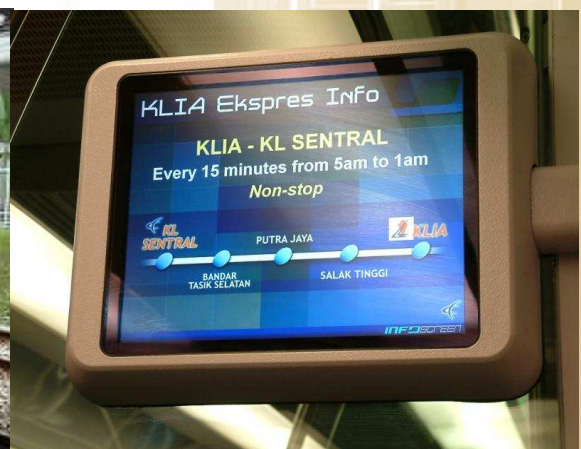 KLIA Ekspres Info
KLIA - KL SENTRAL
Every 15 minutes from 5am to 1am
Non-stop
KL
SENTRAL
PUTRA JAYA
KLIA
BANDAR
TASIK SELATAN
SALAK TINGGI
INFOSCREEN